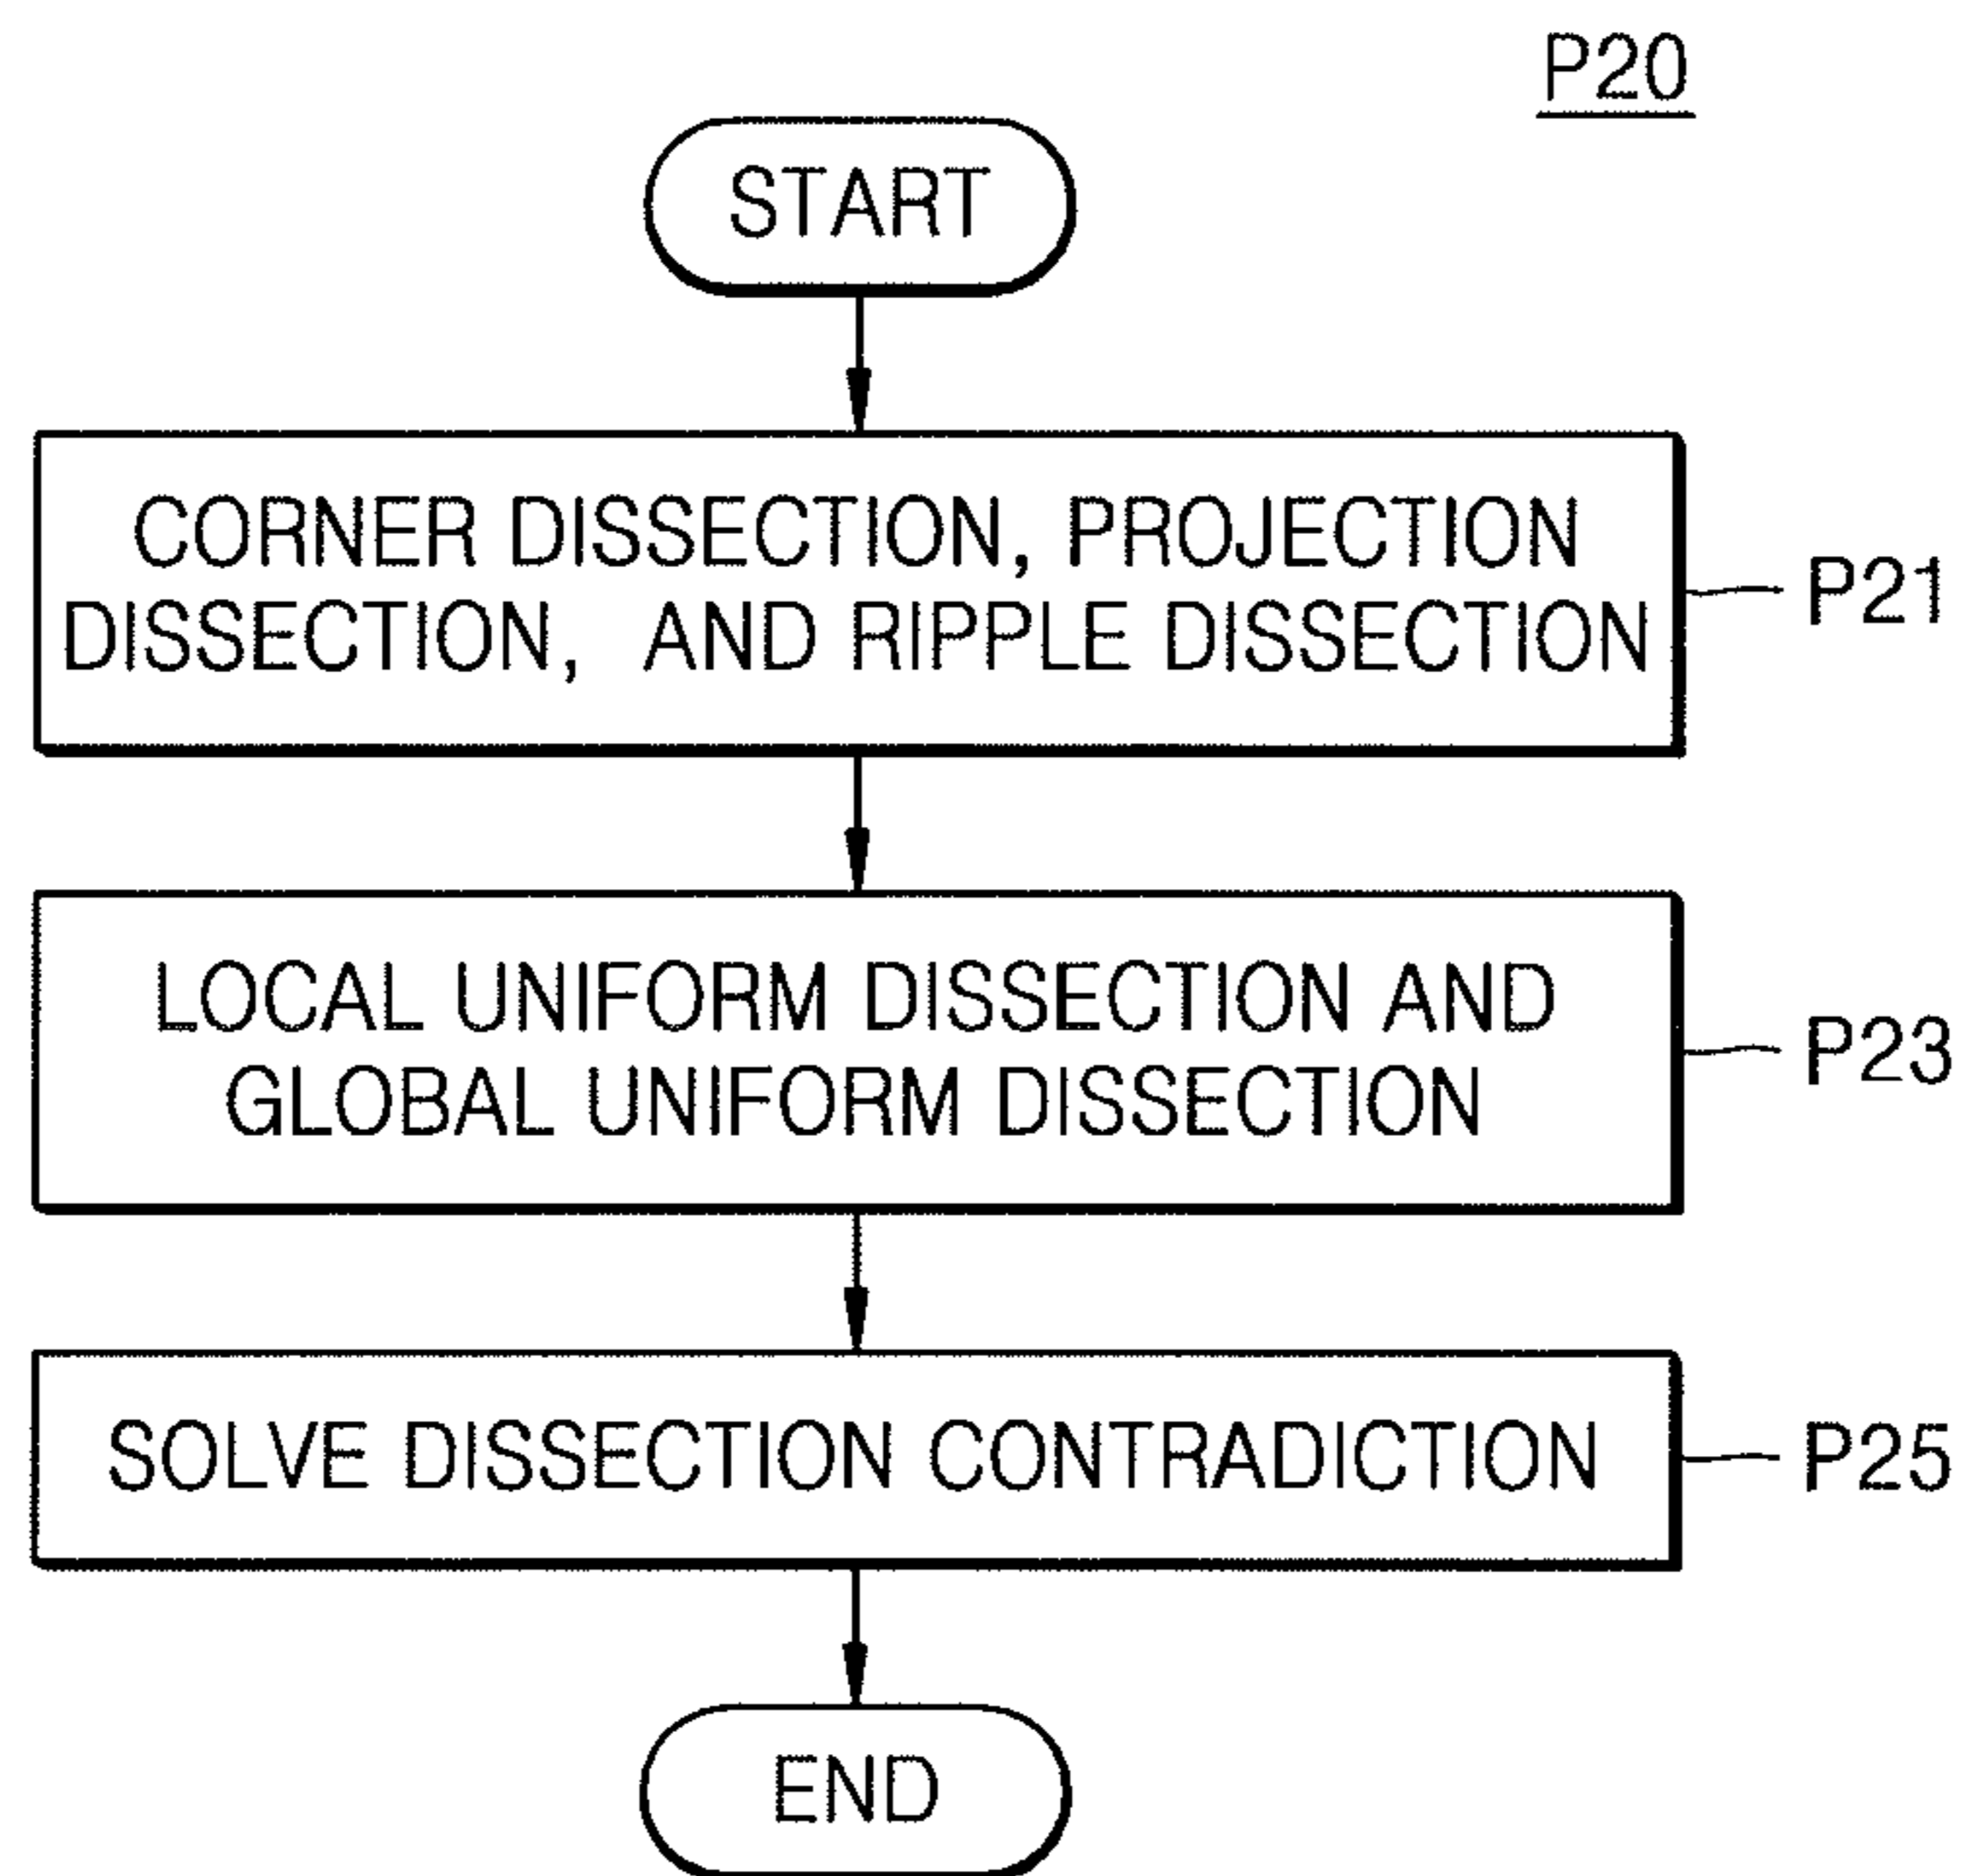 P20
START
CORNER DISSECTION, PROJECTION
DISSECTION, AND RIPPLE DISSECTION
P21
LOCAL UNIFORM DISSECTION AND
GLOBAL UNIFORM DISSECTION
P23
SOLVE DISSECTION CONTRADICTION
P25
END